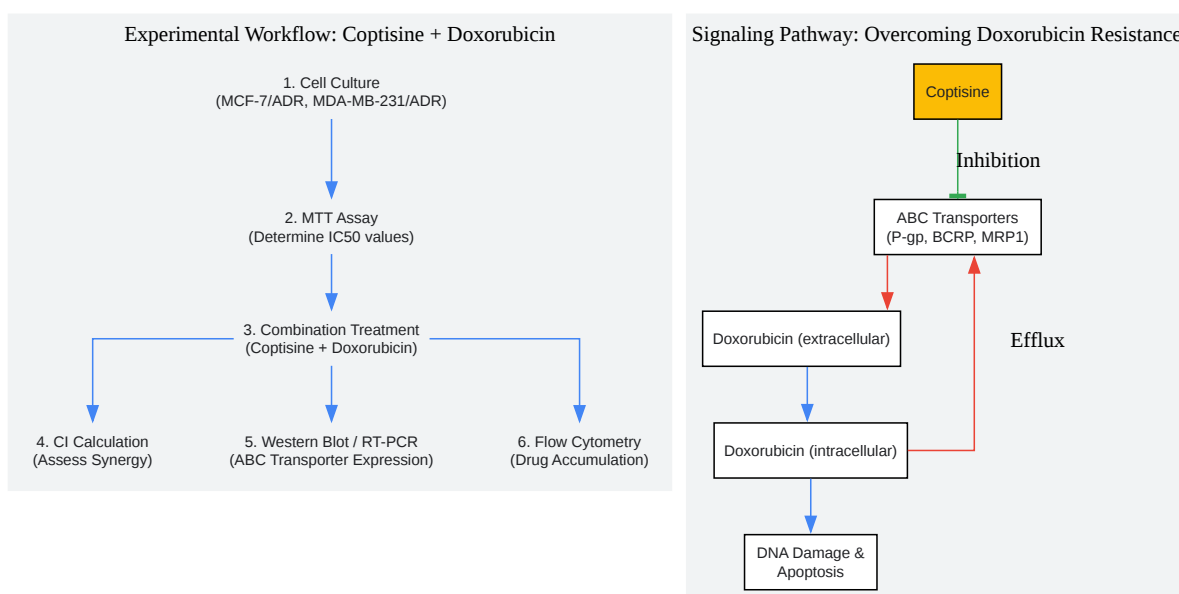 Experimental Workflow: Coptisine + Doxorubicin
1. Cell Culture
(MCF-7/ADR, MDA-MB-231/ADR)
2. MTT Assay
(Determine IC50 values)
3. Combination Treatment
(Coptisine + Doxorubicin)
4. CI Calculation
(Assess Synergy)
5. Western Blot / RT-PCR
(ABC Transporter Expression)
6. Flow Cytometry
(Drug Accumulation)
Signaling Pathway: Overcoming Doxorubicin Resistance
Coptisine
Inhibition
ABC Transporters
(P-gp, BCRP, MRP1)
Doxorubicin (extracellular)
Efflux
Doxorubicin (intracellular)
DNA Damage &
Apoptosis